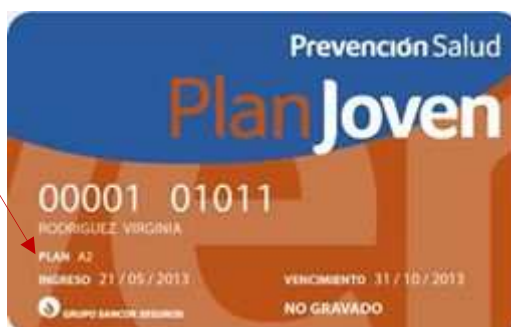 Prevención Salud
Plan Joven
00001 01011
RODRIGUEZ VIRGINIA
PLAN A2
INGRESO 21 / 05 / 2013 VENCIMIENTO 31 / 10 / 2013
GRUPO SANCOR SEGUROS NO GRAVADO